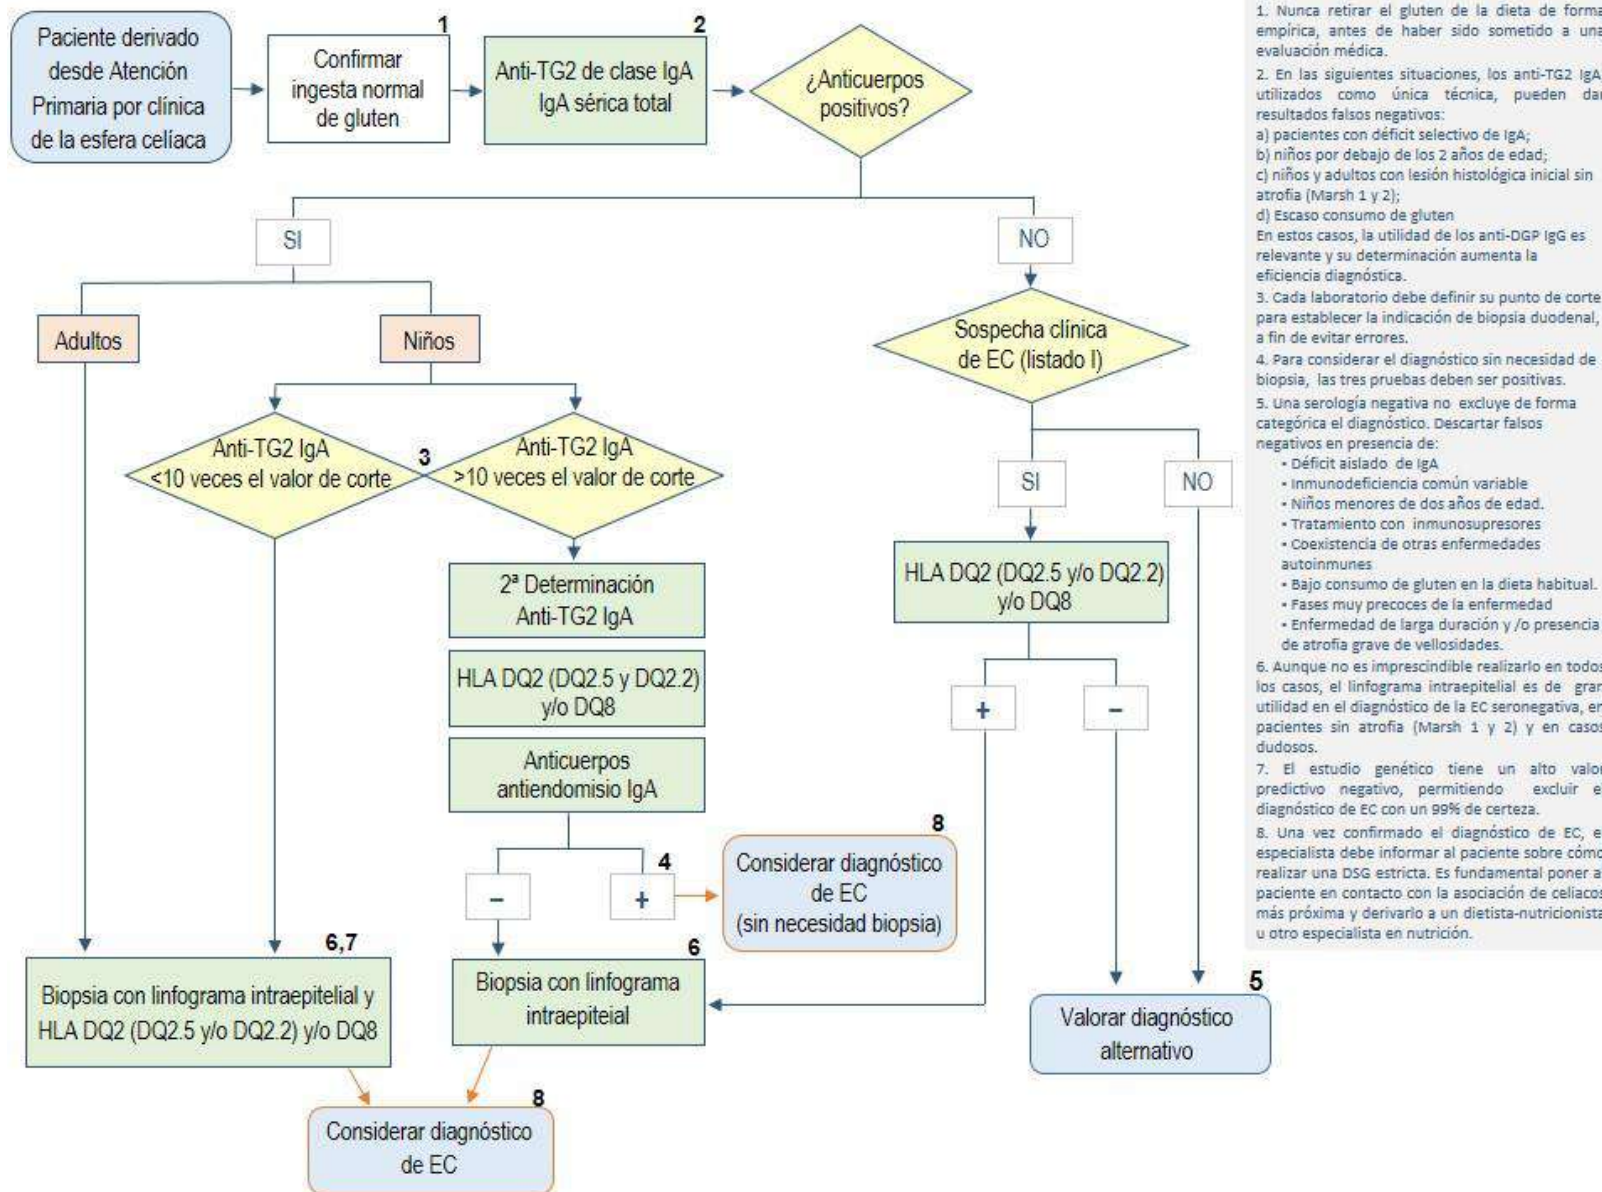 Paciente derivado
desde Atención
Primaria por clínica
de la esfera celíaca
1
Confirmar
ingesta normal
de gluten
2
Anti-TG2 de clase IgA
IgA sérica total
¿Anticuerpos
positivos?
SI
NO
Adultos
Niños
Sospecha clínica
de EC (listado I)
Anti-TG2 IgA
<10 veces el valor de corte
3
Anti-TG2 IgA
>10 veces el valor de corte
SI
NO
2ª Determinación
Anti-TG2 IgA
HLA DQ2 (DQ2.5 y/o DQ2.2)
y/o DQ8
HLA DQ2 (DQ2.5 y DQ2.2)
y/o DQ8
+
–
Anticuerpos
antiendomisio IgA
–
4
+
8
Considerar diagnóstico
de EC
(sin necesidad biopsia)
6,7
Biopsia con linfograma intraepitelial y
HLA DQ2 (DQ2.5 y/o DQ2.2) y/o DQ8
6
Biopsia con linfograma
intraepiteial
5
Valorar diagnóstico
alternativo
8
Considerar diagnóstico
de EC
1. Nunca retirar el gluten de la dieta de forma
empírica, antes de haber sido sometido a una
evaluación médica.
2. En las siguientes situaciones, los anti-TG2 IgA
utilizados como única técnica, pueden dar
resultados falsos negativos:
a) pacientes con déficit selectivo de IgA;
b) niños por debajo de los 2 años de edad;
c) niños y adultos con lesión histológica inicial sin
atrofia (Marsh 1 y 2);
d) Escaso consumo de gluten
En estos casos, la utilidad de los anti-DGP IgG es
relevante y su determinación aumenta la
eficiencia diagnóstica.
3. Cada laboratorio debe definir su punto de corte
para establecer la indicación de biopsia duodenal,
a fin de evitar errores.
4. Para considerar el diagnóstico sin necesidad de
biopsia, las tres pruebas deben ser positivas.
5. Una serología negativa no excluye de forma
categórica el diagnóstico. Descartar falsos
negativos en presencia de:
• Déficit aislado de IgA
• Inmunodeficiencia común variable
• Niños menores de dos años de edad.
• Tratamiento con inmunosupresores
• Coexistencia de otras enfermedades
autoinmunes
• Bajo consumo de gluten en la dieta habitual.
• Fases muy precoces de la enfermedad
• Enfermedad de larga duración y /o presencia
de atrofia grave de vellosidades.
6. Aunque no es imprescindible realizarlo en todos
los casos, el linfograma intraepitelial es de gran
utilidad en el diagnóstico de la EC seronegativa, en
pacientes sin atrofia (Marsh 1 y 2) y en casos
dudosos.
7. El estudio genético tiene un alto valor
predictivo negativo, permitiendo excluir el
diagnóstico de EC con un 99% de certeza.
8. Una vez confirmado el diagnóstico de EC, el
especialista debe informar al paciente sobre cómo
realizar una DSG estricta. Es fundamental poner al
paciente en contacto con la asociación de celiacos
más próxima y derivarlo a un dietista-nutricionista
u otro especialista en nutrición.